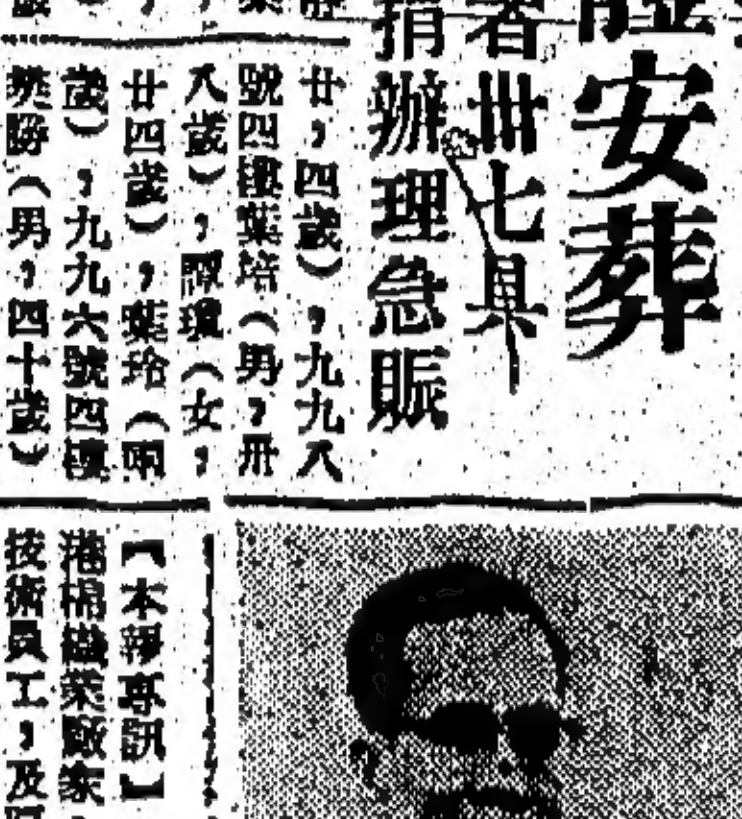 安葬
者卅七具
捐辦理急賑
廿,四歲),九九八
號四樓葉培(男,卅
八歲),譚瓊(女,
廿四歲),葉玲(
歲),九九六號四樓
樊勝(男,四十歲)
【本報專訊】
港棉織業廠家
技術員工,及